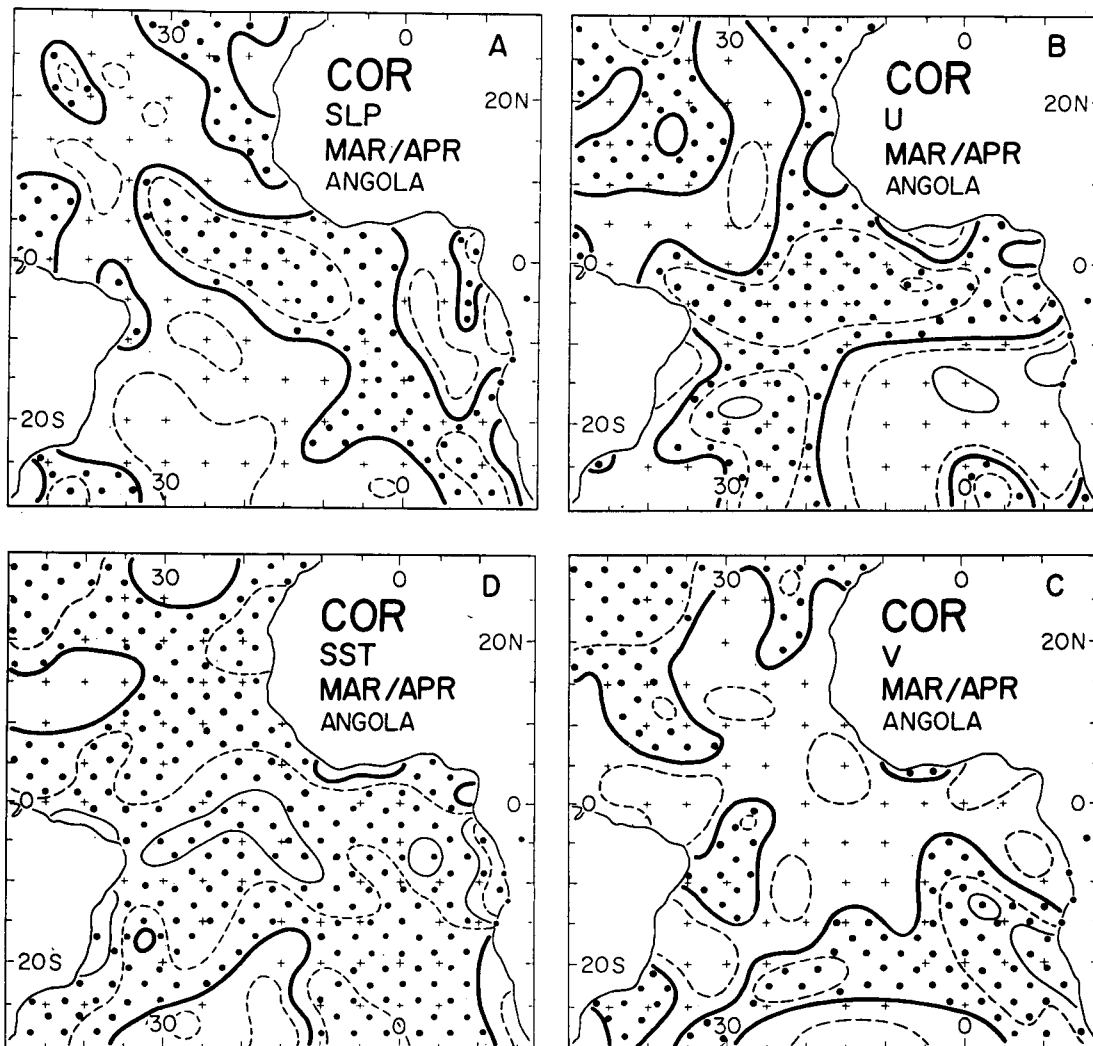 30 0 A
COR
SLP
20N
MAR/APR
ANGOLA
0 0
20S
30 0
30 0 B
COR
U
20N
MAR/APR
ANGOLA
0 0
20S
30 0
30 0 D
COR
SST
20N
MAR/APR
ANGOLA
0 0
20S
30 0
30 0 C
COR
V
20N
MAR/APR
ANGOLA
0 0
20S
30 0